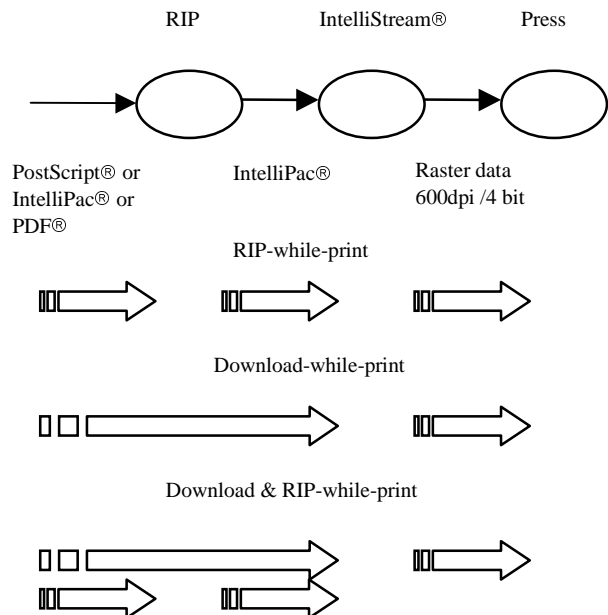 RIP IntelliStream® Press
PostScript® or IntelliPac® Raster data
IntelliPac® or 600dpi /4 bit
PDF®
RIP-while-print
Download-while-print
Download & RIP-while-print